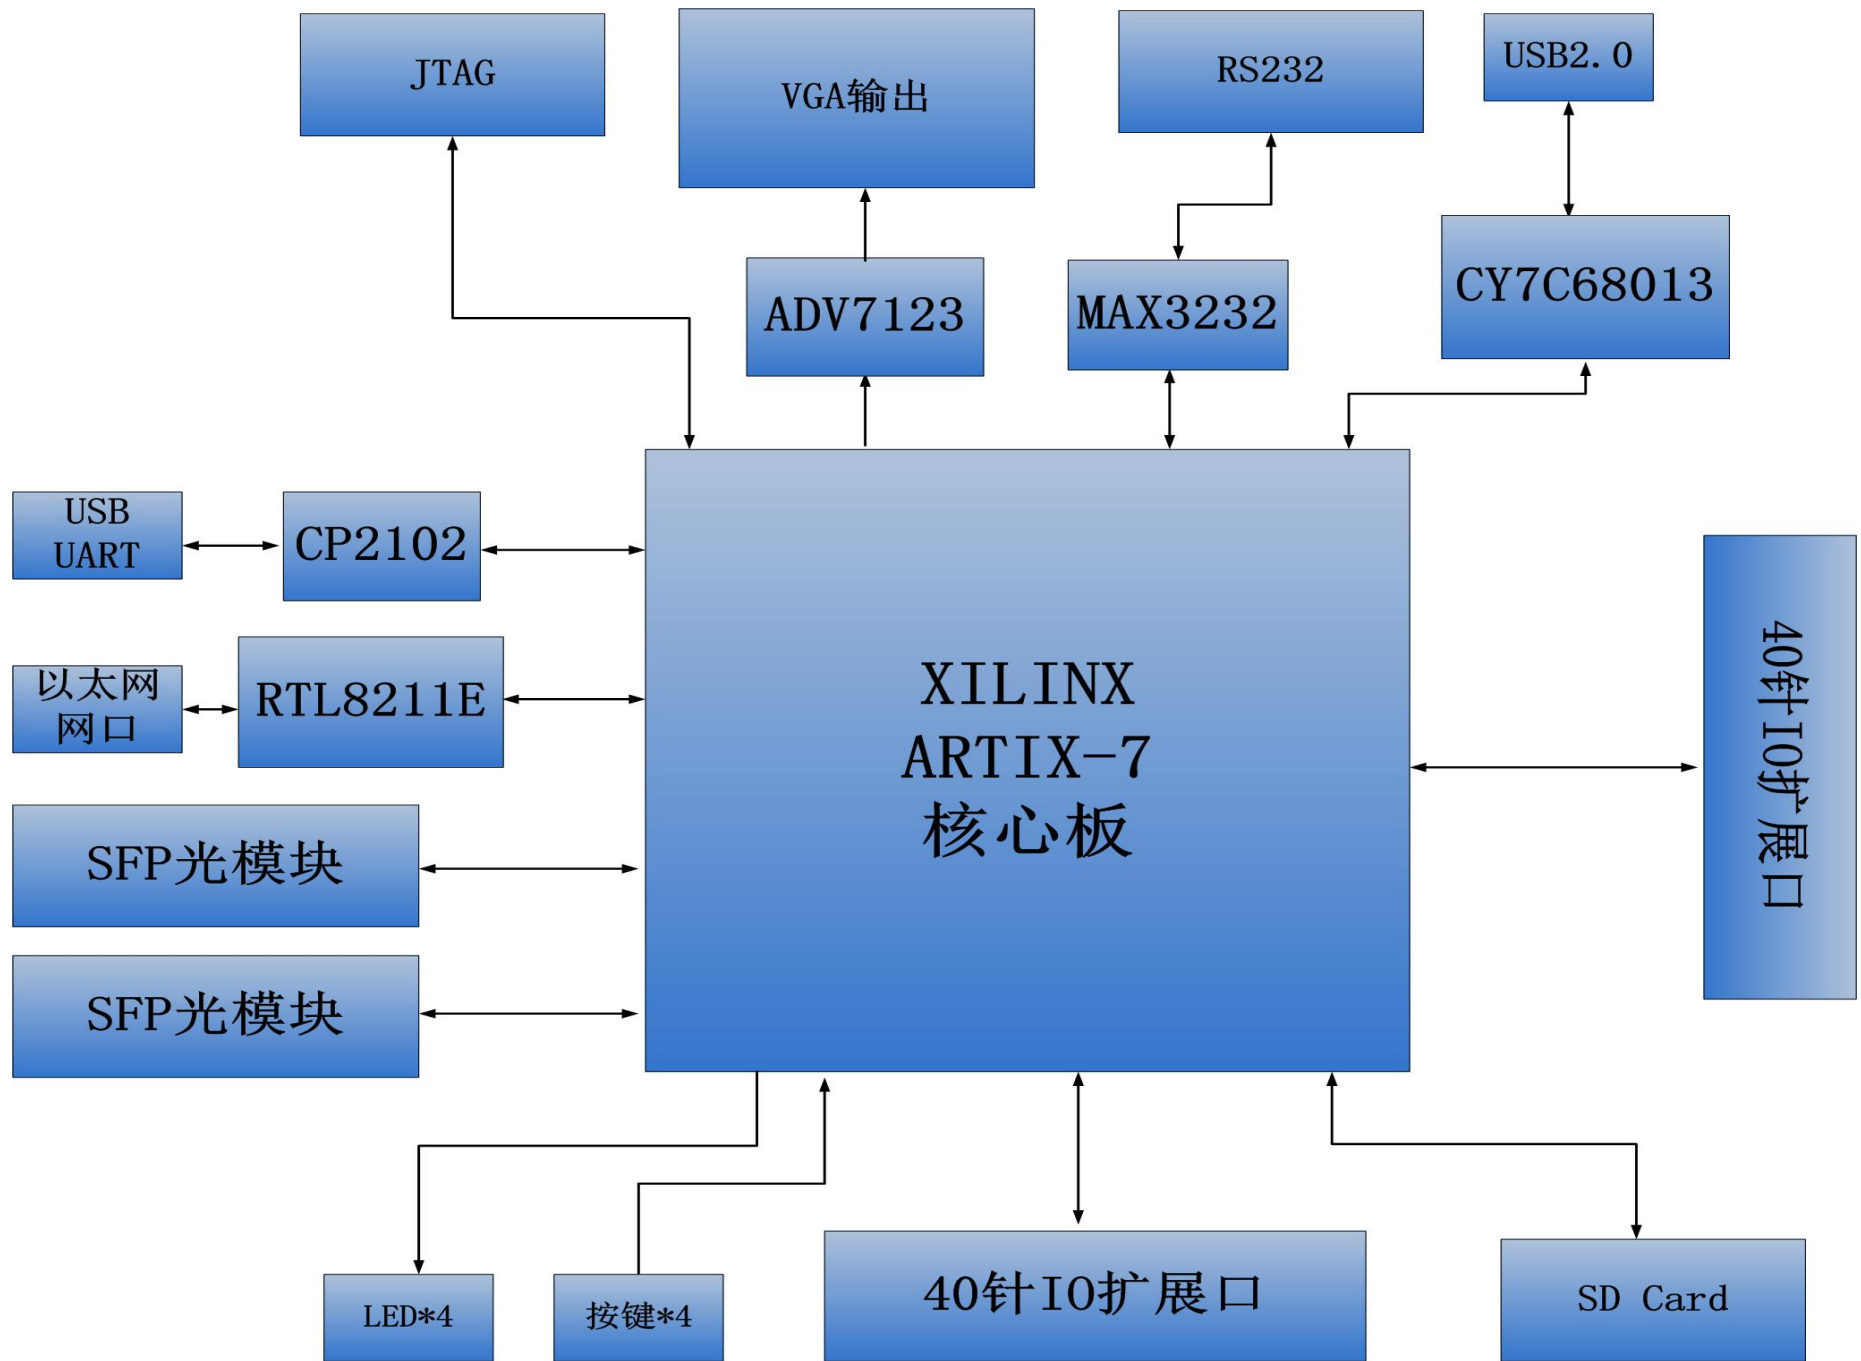 JTAG
VGA输出
RS232
USB2.0
ADV7123
MAX3232
CY7C68013
USB
UART
CP2102
以太网
网口
RTL8211E
SFP光模块
SFP光模块
XILINX
ARTIX-7
核心板
40针IO扩展口
LED*4
按键*4
40针IO扩展口
SD Card